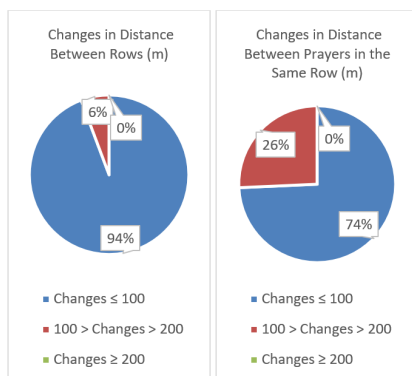 Changes in Distance
Between Rows (m)
6%
0%
94%
Changes ≤ 100
100 > Changes > 200
Changes ≥ 200
Changes in Distance
Between Prayers in the
Same Row (m)
26%
0%
74%
Changes ≤ 100
100 > Changes > 200
Changes ≥ 200